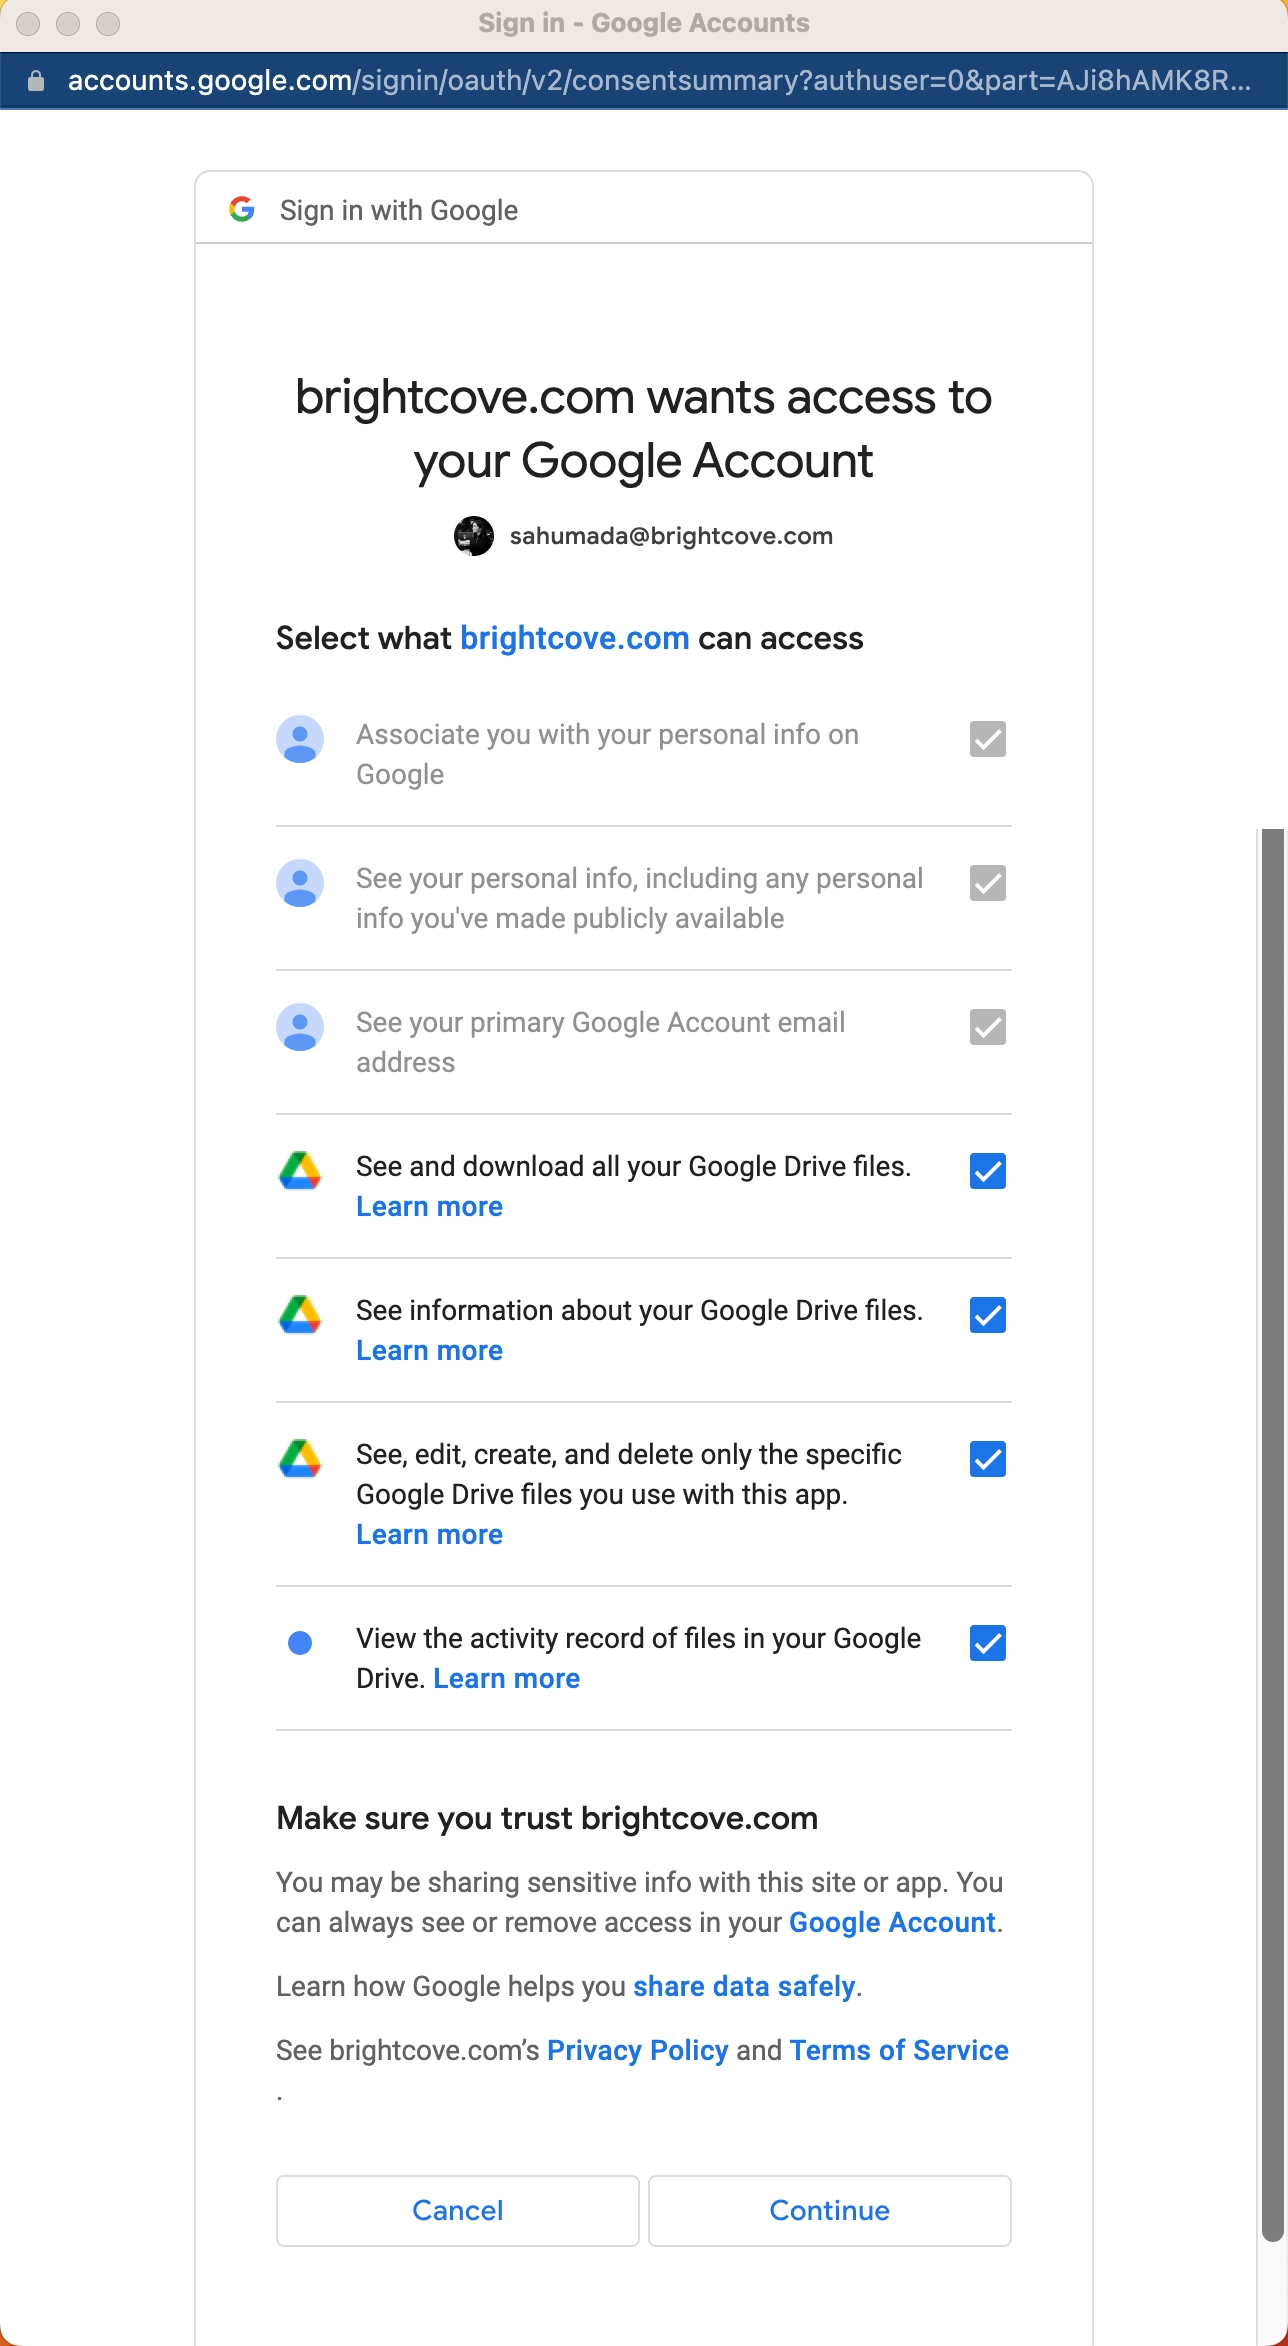 Sign in - Google Accounts
accounts.google.com/signin/oauth/v2/consentsummary?authuser=0&part=AJi8hAMK8R...
Sign in with Google
brightcove.com wants access to
your Google Account
sahumada@brightcove.com
Select what brightcove.com can access
Associate you with your personal info on
Google
See your personal info, including any personal
info you've made publicly available
See your primary Google Account email
address
See and download all your Google Drive files.
Learn more
See information about your Google Drive files.
Learn more
See, edit, create, and delete only the specific
Google Drive files you use with this app.
Learn more
View the activity record of files in your Google
Drive. Learn more
Make sure you trust brightcove.com
You may be sharing sensitive info with this site or app. You
can always see or remove access in your Google Account.
Learn how Google helps you share data safely.
See brightcove.com’s Privacy Policy and Terms of Service
.
Cancel
Continue